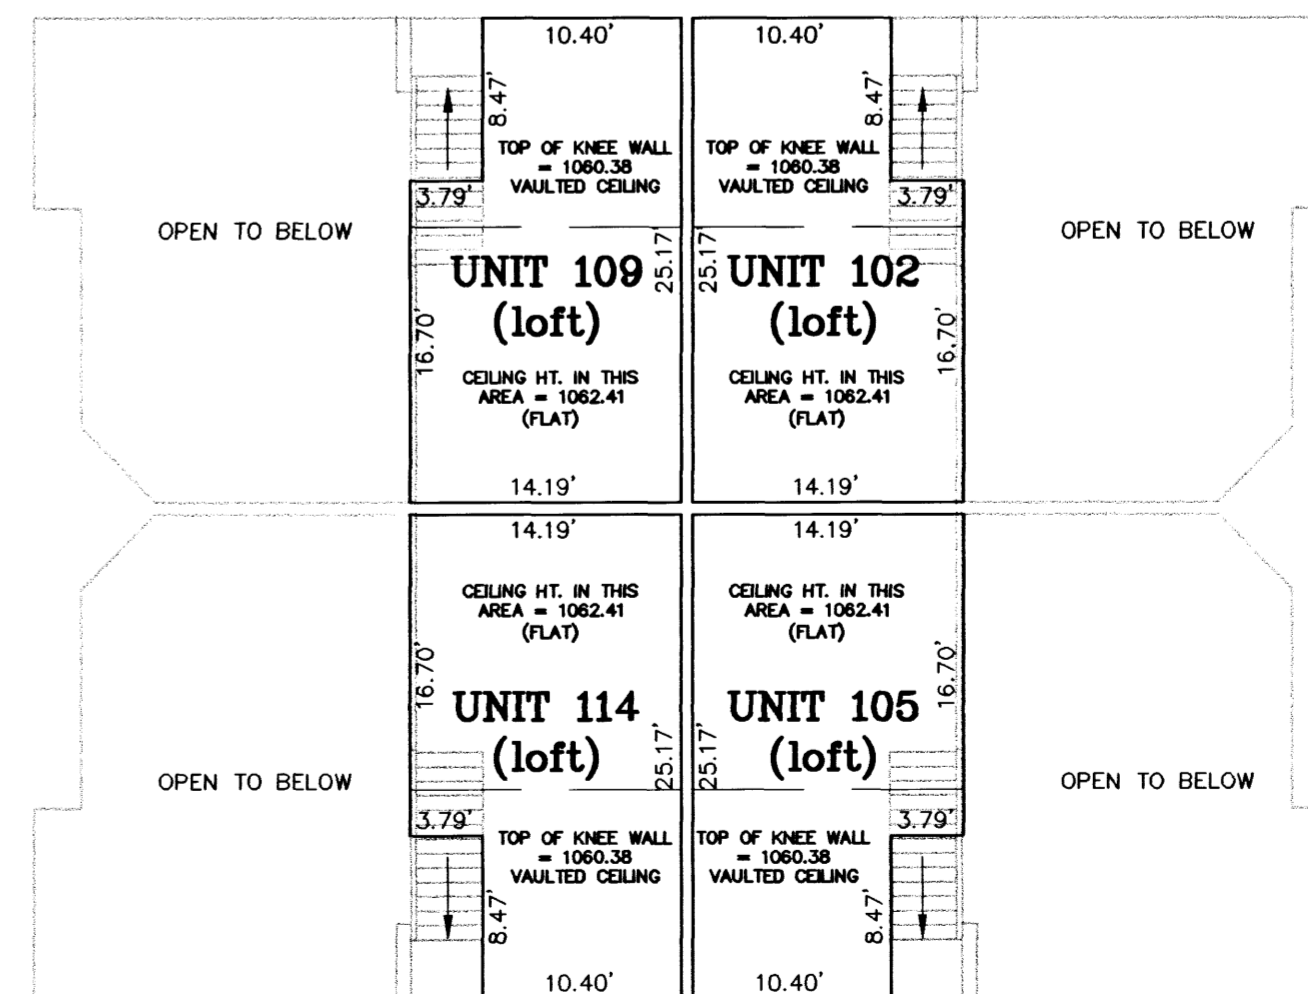 10.40'
10.40'
8.47'
8.47'
TOP OF KNEE WALL
= 1060.38
VAULTED CEILING
TOP OF KNEE WALL
= 1060.38
VAULTED CEILING
3.79'
3.79'
OPEN TO BELOW
OPEN TO BELOW
25.17'
25.17'
UNIT 109
(loft)
UNIT 102
(loft)
16.70'
16.70'
CEILING HT. IN THIS
AREA = 1062.41
(FLAT)
CEILING HT. IN THIS
AREA = 1062.41
(FLAT)
14.19'
14.19'
14.19'
14.19'
CEILING HT. IN THIS
AREA = 1062.41
(FLAT)
CEILING HT. IN THIS
AREA = 1062.41
(FLAT)
16.70'
16.70'
UNIT 114
(loft)
UNIT 105
(loft)
25.17'
25.17'
OPEN TO BELOW
OPEN TO BELOW
3.79'
3.79'
TOP OF KNEE WALL
= 1060.38
VAULTED CEILING
TOP OF KNEE WALL
= 1060.38
VAULTED CEILING
8.47'
8.47'
10.40'
10.40'